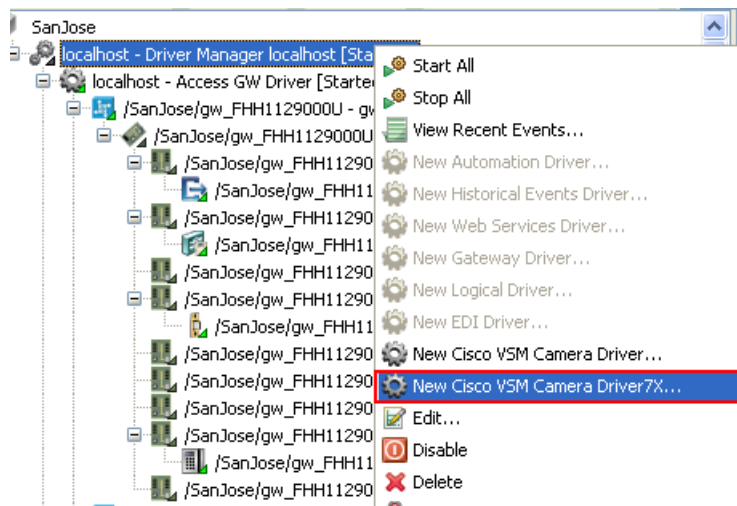 SanJose
localhost - Driver Manager localhost [Sta
localhost - Access GW Driver [Starte
/SanJose/gw_FHH1129000U - gw
/SanJose/gw_FHH1129000U
/SanJose/gw_FHH11290
/SanJose/gw_FHH11
/SanJose/gw_FHH11290
/SanJose/gw_FHH11
/SanJose/gw_FHH11290
/SanJose/gw_FHH11290
/SanJose/gw_FHH11
/SanJose/gw_FHH11290
/SanJose/gw_FHH11290
/SanJose/gw_FHH11290
/SanJose/gw_FHH11290
/SanJose/gw_FHH11
/SanJose/gw_FHH11290
Start All
Stop All
View Recent Events...
New Automation Driver...
New Historical Events Driver...
New Web Services Driver...
New Gateway Driver...
New Logical Driver...
New EDI Driver...
New Cisco VSM Camera Driver...
New Cisco VSM Camera Driver7X...
Edit...
Disable
Delete